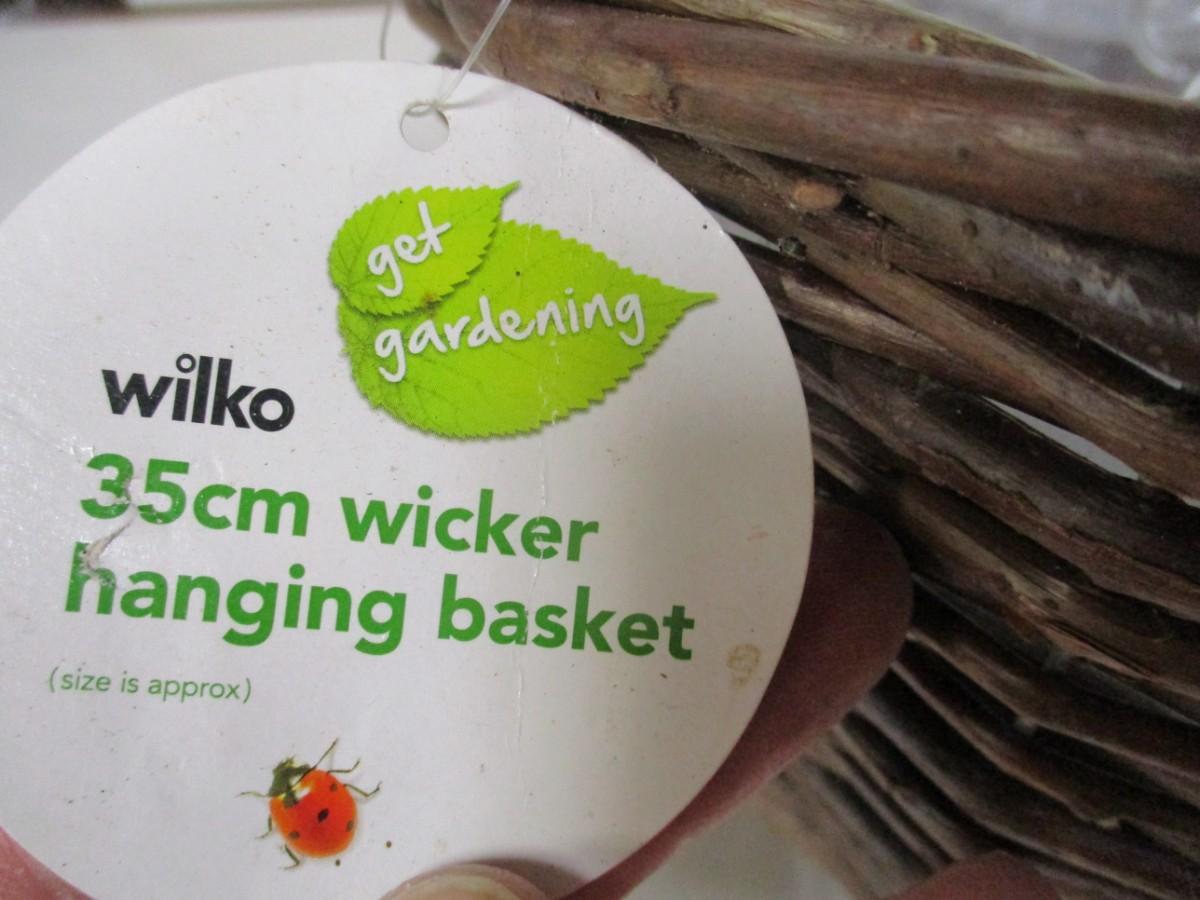 get
gardening
wilko
35cm wicker
hanging basket
(size is approx)